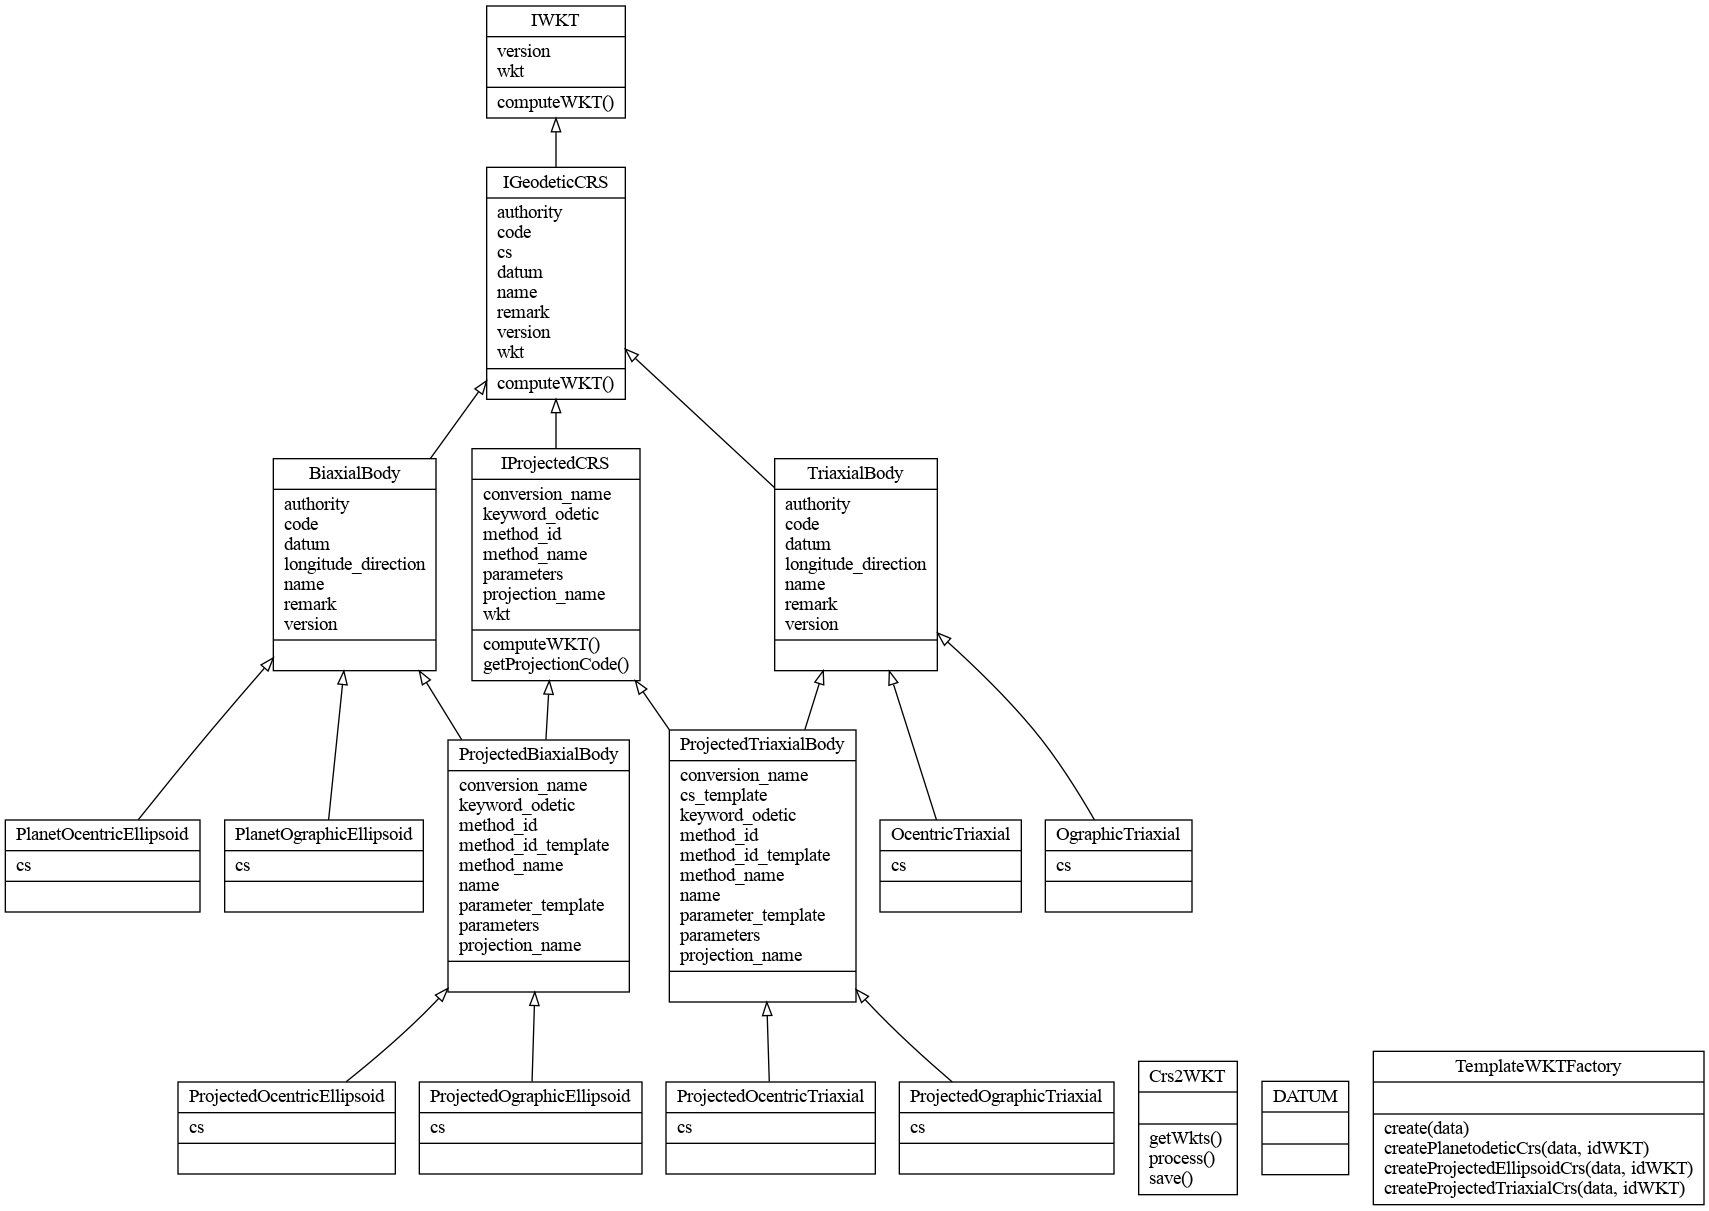 IWKT
version
wkt
computeWKT()
IGeodeticCRS
authority
code
cs
datum
name
remark
version
wkt
computeWKT()
BiaxialBody
authority
code
datum
longitude_direction
name
remark
version
IProjectedCRS
conversion_name
keyword_odetic
method_id
method_name
parameters
projection_name
wkt
computeWKT()
getProjectionCode()
TriaxialBody
authority
code
datum
longitude_direction
name
remark
version
PlanetOcentricEllipsoid
cs
PlanetOgraphicEllipsoid
cs
ProjectedBiaxialBody
conversion_name
keyword_odetic
method_id
method_id_template
method_name
name
parameter_template
parameters
projection_name
ProjectedTriaxialBody
conversion_name
cs_template
keyword_odetic
method_id
method_id_template
method_name
name
parameter_template
parameters
projection_name
OcentricTriaxial
cs
OgraphicTriaxial
cs
ProjectedOcentricEllipsoid
cs
ProjectedOgraphicEllipsoid
cs
ProjectedOcentricTriaxial
cs
ProjectedOgraphicTriaxial
cs
Crs2WKT
getWkts()
process()
save()
DATUM
TemplateWKTFactory
create(data)
createPlanetodeticCrs(data, idWKT)
createProjectedEllipsoidCrs(data, idWKT)
createProjectedTriaxialCrs(data, idWKT)